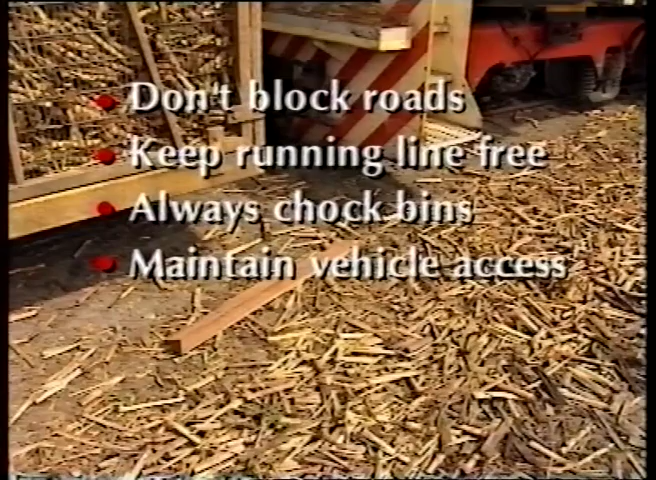 Don't block roads
Keep running line free
Always chock bins
Maintain vehicle access